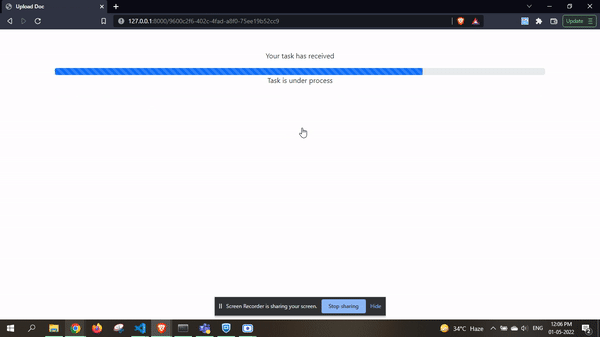 Upload Doc
127.0.0.1:8000/9600c2f6-402c-4fad-a8f0-75ee19b52cc9
Update
Your task has received
Task is under process
Screen Recorder is sharing your screen.
Stop sharing
Hide
34°C Haze
ENG
12:06 PM
01-05-2022